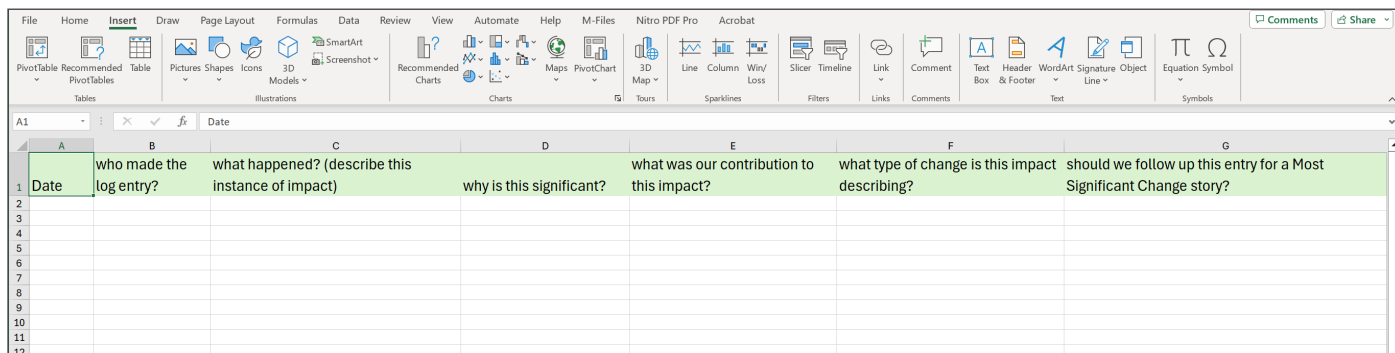 File Home Insert Draw Page Layout Formulas Data Review View Automate Help M-Files Nitro PDF Pro Acrobat Comments Share
PivotTable Recommended PivotTables Table
Tables
Pictures Shapes Icons 3D Models SmartArt Screenshot
Illustrations
Recommended Charts Maps PivotChart
Charts
3D Map
Tours
Line Column Win/Loss
Sparklines
Slicer Timeline
Filters
Link
Links
Comment
Comments
Text Box Header & Footer WordArt Signature Line Object
Text
Equation Symbol
Symbols
A1 fx Date
A B C D E F G
1 Date
who made the
log entry?
what happened? (describe this
instance of impact)
why is this significant?
what was our contribution to
this impact?
what type of change is this impact
describing?
should we follow up this entry for a Most
Significant Change story?
2
3
4
5
6
7
8
9
10
11
12